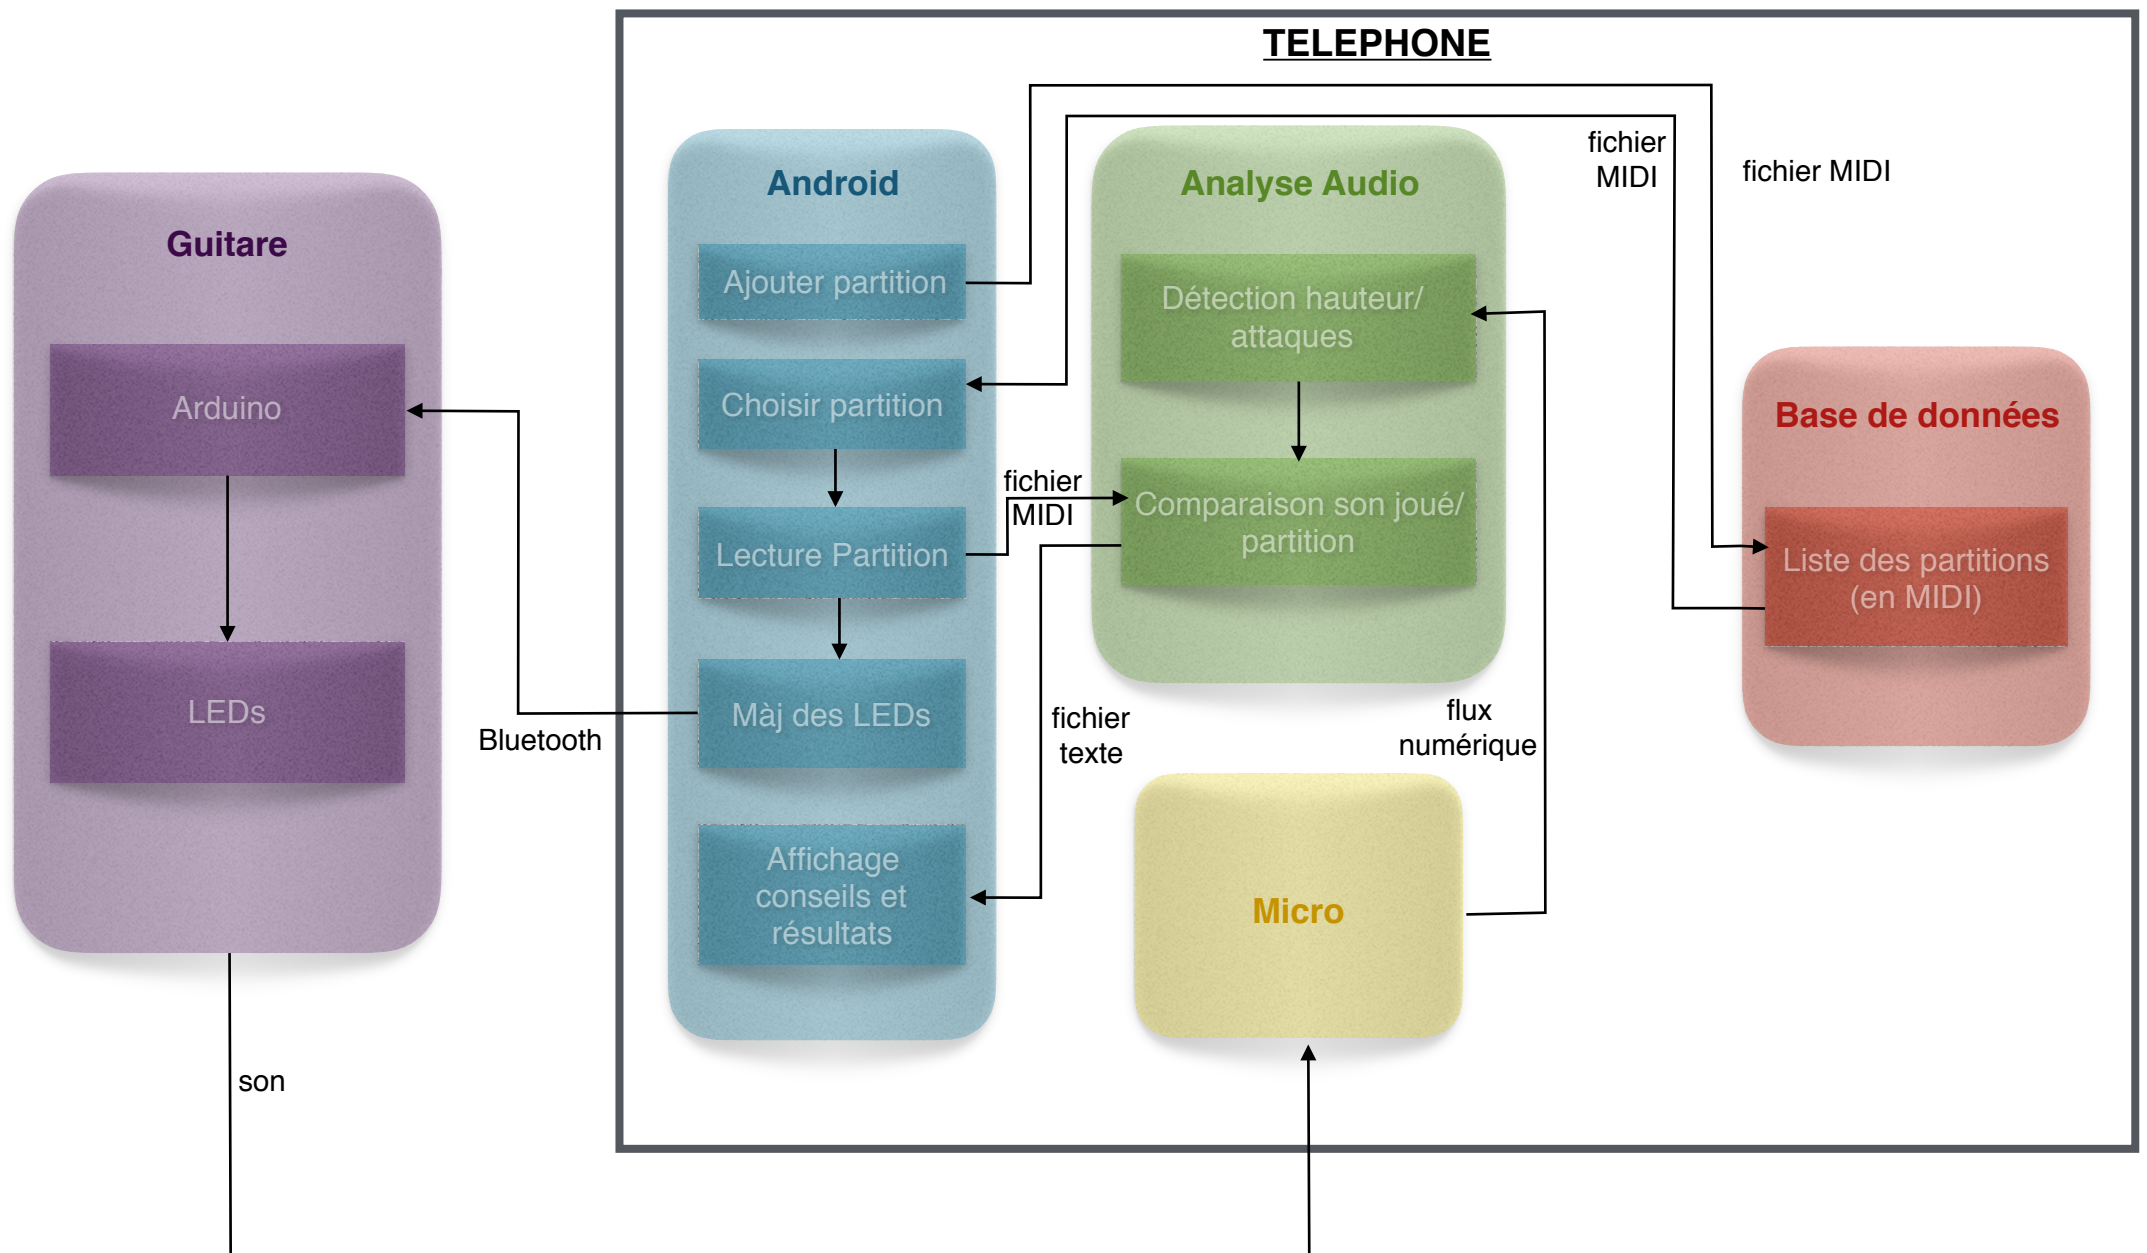 TELEPHONE
Guitare
Arduino
LEDs
Bluetooth
son
Android
Ajouter partition
Choisir partition
Lecture Partition
Màj des LEDs
Affichage
conseils et
résultats
fichier
MIDI
fichier
texte
Analyse Audio
Détection hauteur/
attaques
Comparaison son joué/
partition
flux
numérique
Micro
fichier
MIDI
fichier MIDI
Base de données
Liste des partitions
(en MIDI)